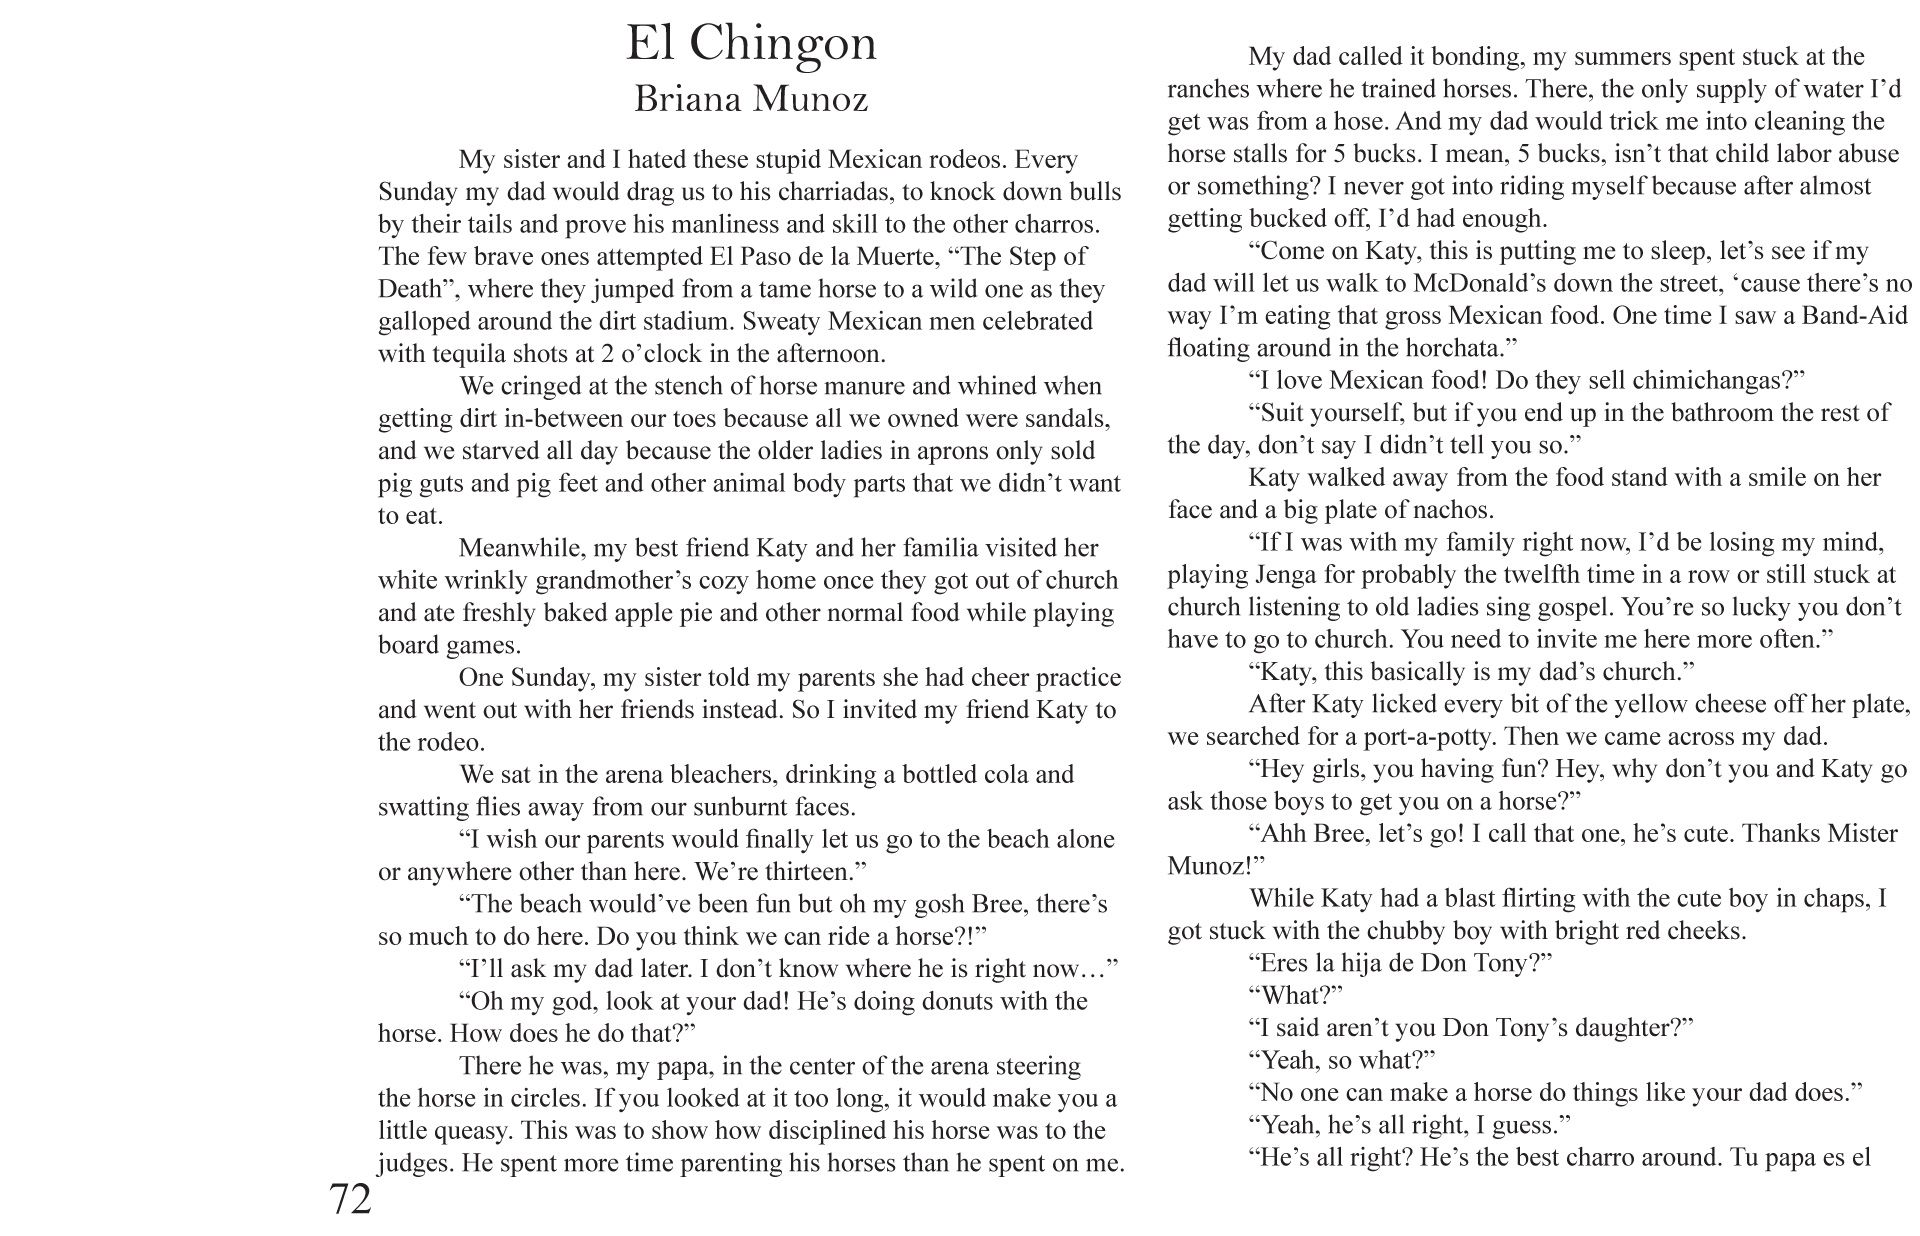 El Chingon
Briana Munoz
My sister and I hated these stupid Mexican rodeos. Every
Sunday my dad would drag us to his charriadas, to knock down bulls
by their tails and prove his manliness and skill to the other charros.
The few brave ones attempted El Paso de la Muerte, “The Step of
Death”, where they jumped from a tame horse to a wild one as they
galloped around the dirt stadium. Sweaty Mexican men celebrated
with tequila shots at 2 o’clock in the afternoon.
We cringed at the stench of horse manure and whined when
getting dirt in-between our toes because all we owned were sandals,
and we starved all day because the older ladies in aprons only sold
pig guts and pig feet and other animal body parts that we didn’t want
to eat.
Meanwhile, my best friend Katy and her familia visited her
white wrinkly grandmother’s cozy home once they got out of church
and ate freshly baked apple pie and other normal food while playing
board games.
One Sunday, my sister told my parents she had cheer practice
and went out with her friends instead. So I invited my friend Katy to
the rodeo.
We sat in the arena bleachers, drinking a bottled cola and
swatting flies away from our sunburnt faces.
“I wish our parents would finally let us go to the beach alone
or anywhere other than here. We’re thirteen.”
“The beach would’ve been fun but oh my gosh Bree, there’s
so much to do here. Do you think we can ride a horse?!”
“I’ll ask my dad later. I don’t know where he is right now…”
“Oh my god, look at your dad! He’s doing donuts with the
horse. How does he do that?”
There he was, my papa, in the center of the arena steering
the horse in circles. If you looked at it too long, it would make you a
little queasy. This was to show how disciplined his horse was to the
judges. He spent more time parenting his horses than he spent on me.
72
My dad called it bonding, my summers spent stuck at the
ranches where he trained horses. There, the only supply of water I’d
get was from a hose. And my dad would trick me into cleaning the
horse stalls for 5 bucks. I mean, 5 bucks, isn’t that child labor abuse
or something? I never got into riding myself because after almost
getting bucked off, I’d had enough.
“Come on Katy, this is putting me to sleep, let’s see if my
dad will let us walk to McDonald’s down the street, ‘cause there’s no
way I’m eating that gross Mexican food. One time I saw a Band-Aid
floating around in the horchata.”
“I love Mexican food! Do they sell chimichangas?”
“Suit yourself, but if you end up in the bathroom the rest of
the day, don’t say I didn’t tell you so.”
Katy walked away from the food stand with a smile on her
face and a big plate of nachos.
“If I was with my family right now, I’d be losing my mind,
playing Jenga for probably the twelfth time in a row or still stuck at
church listening to old ladies sing gospel. You’re so lucky you don’t
have to go to church. You need to invite me here more often.”
“Katy, this basically is my dad’s church.”
After Katy licked every bit of the yellow cheese off her plate,
we searched for a port-a-potty. Then we came across my dad.
“Hey girls, you having fun? Hey, why don’t you and Katy go
ask those boys to get you on a horse?”
“Ahh Bree, let’s go! I call that one, he’s cute. Thanks Mister
Munoz!”
While Katy had a blast flirting with the cute boy in chaps, I
got stuck with the chubby boy with bright red cheeks.
“Eres la hija de Don Tony?”
“What?”
“I said aren’t you Don Tony’s daughter?”
“Yeah, so what?”
“No one can make a horse do things like your dad does.”
“Yeah, he’s all right, I guess.”
“He’s all right? He’s the best charro around. Tu papa es el